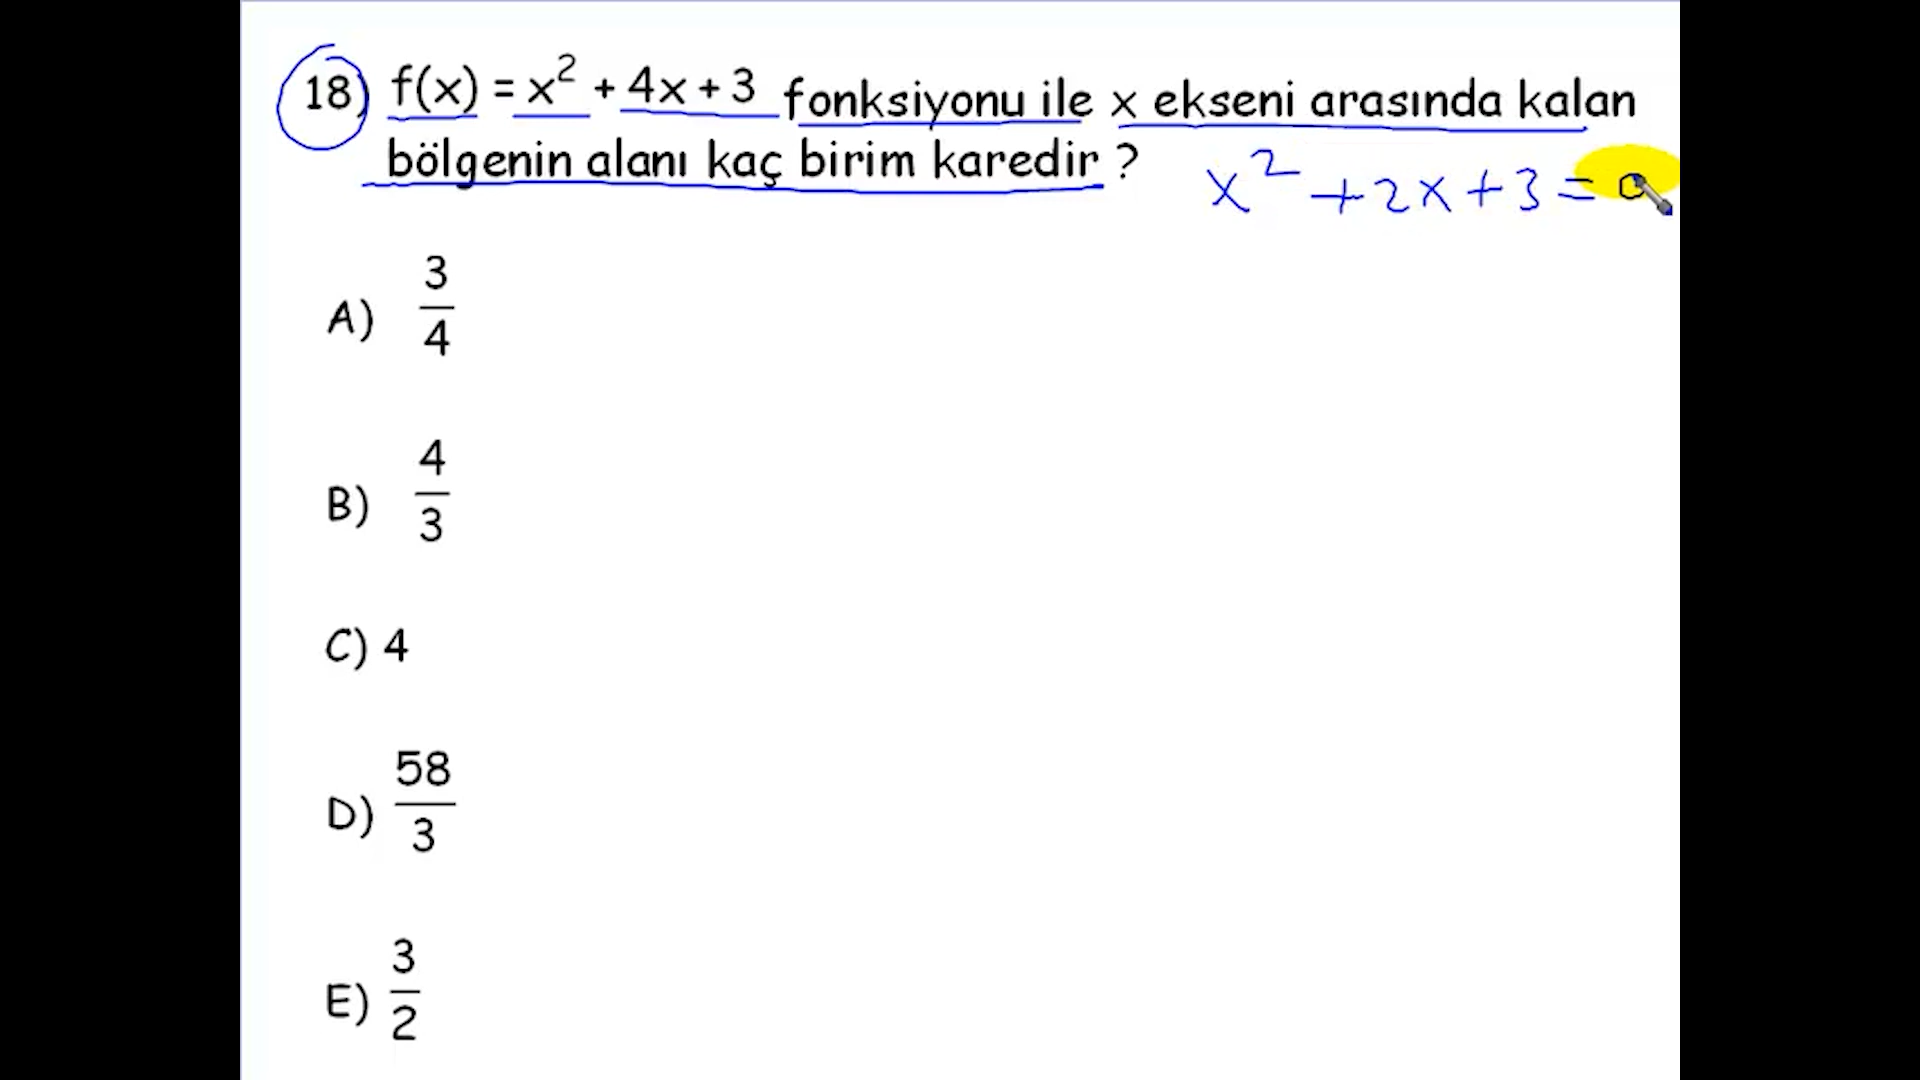 18) f(x) = x² + 4x + 3 fonksiyonu ile x ekseni arasında kalan
bölgenin alanı kaç birim karedir ?
x² + 2x + 3 = 0
A) 3/4
B) 4/3
C) 4
D) 58/3
E) 3/2